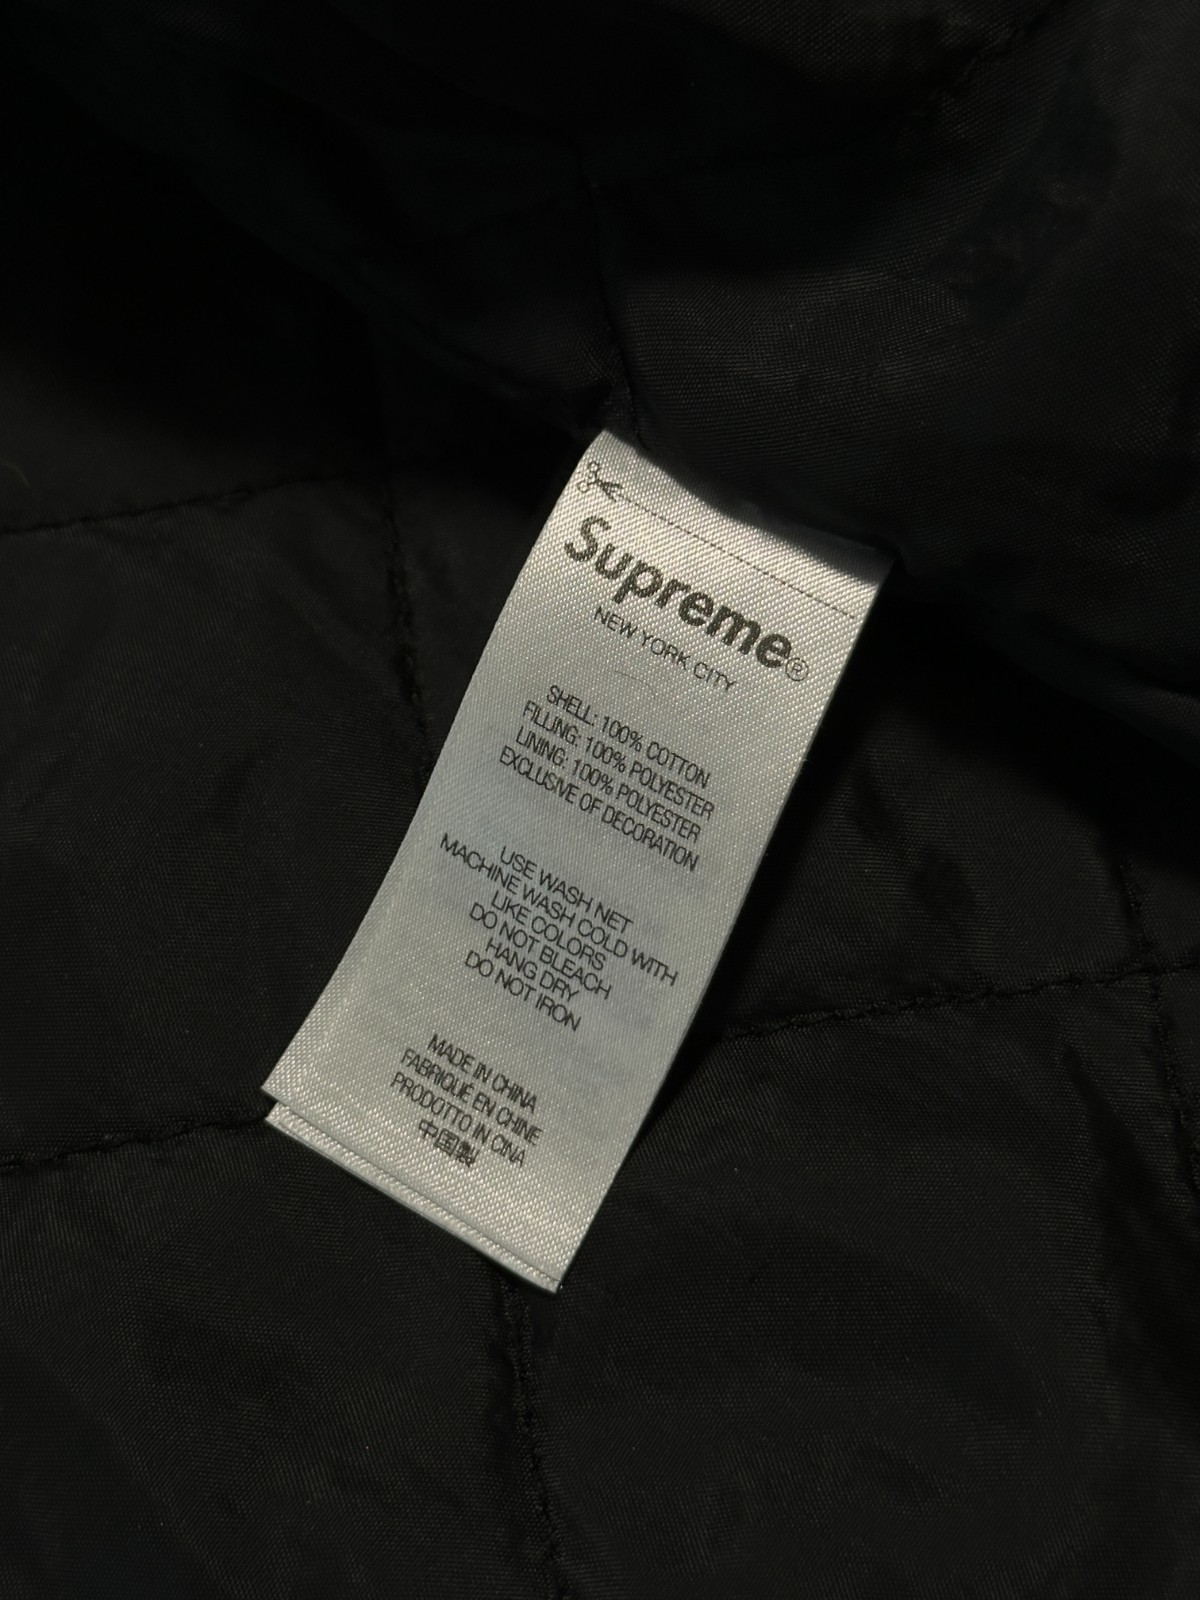 Supreme®
NEW YORK CITY
SHELL: 100% COTTON
FILLING: 100% POLYESTER
LINING: 100% POLYESTER
EXCLUSIVE OF DECORATION
USE WASH NET
MACHINE WASH COLD WITH
LIKE COLORS
DO NOT BLEACH
HANG DRY
DO NOT IRON
MADE IN CHINA
FABRIQUÉ EN CHINE
PRODOTTO IN CINA
中国製